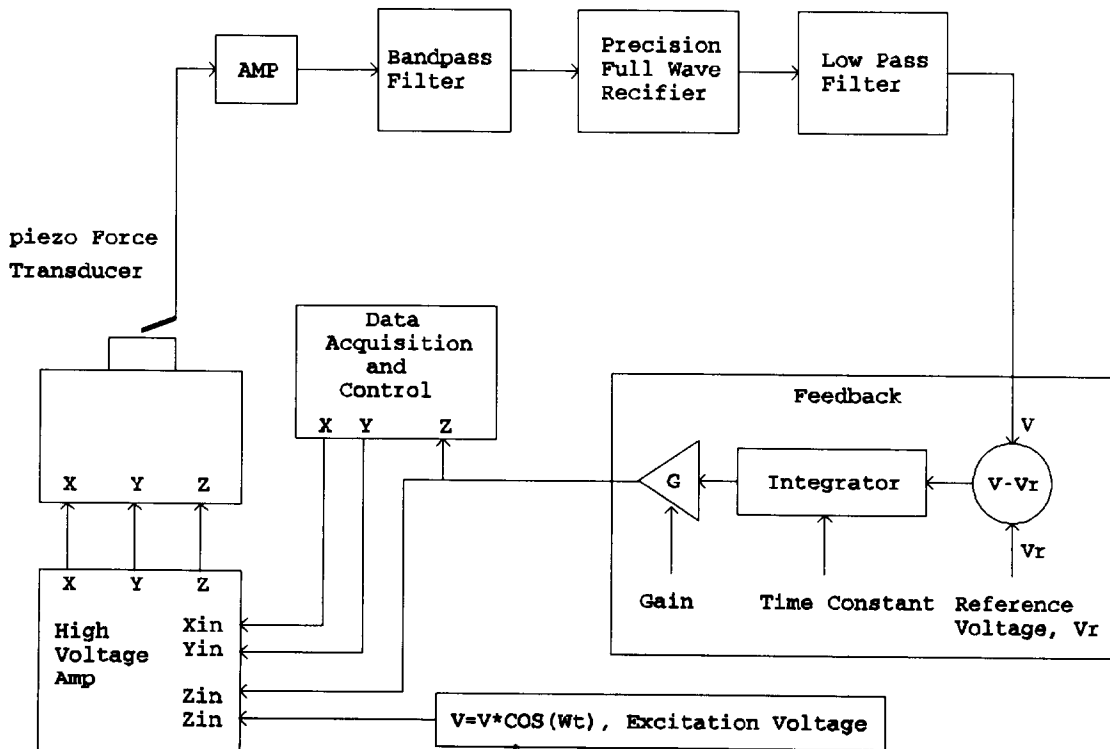 AMP
Bandpass
Filter
Precision
Full Wave
Recifier
Low Pass
Filter
piezo Force
Transducer
Data
Acquisition
and
Control
X Y Z
Feedback
V
G
Integrator
V-Vr
Vr
Gain
Time Constant
Reference
Voltage, Vr
X Y Z
X Y Z
High
Voltage
Amp
Xin
Yin
Zin
Zin
V=V*COS(Wt), Excitation Voltage